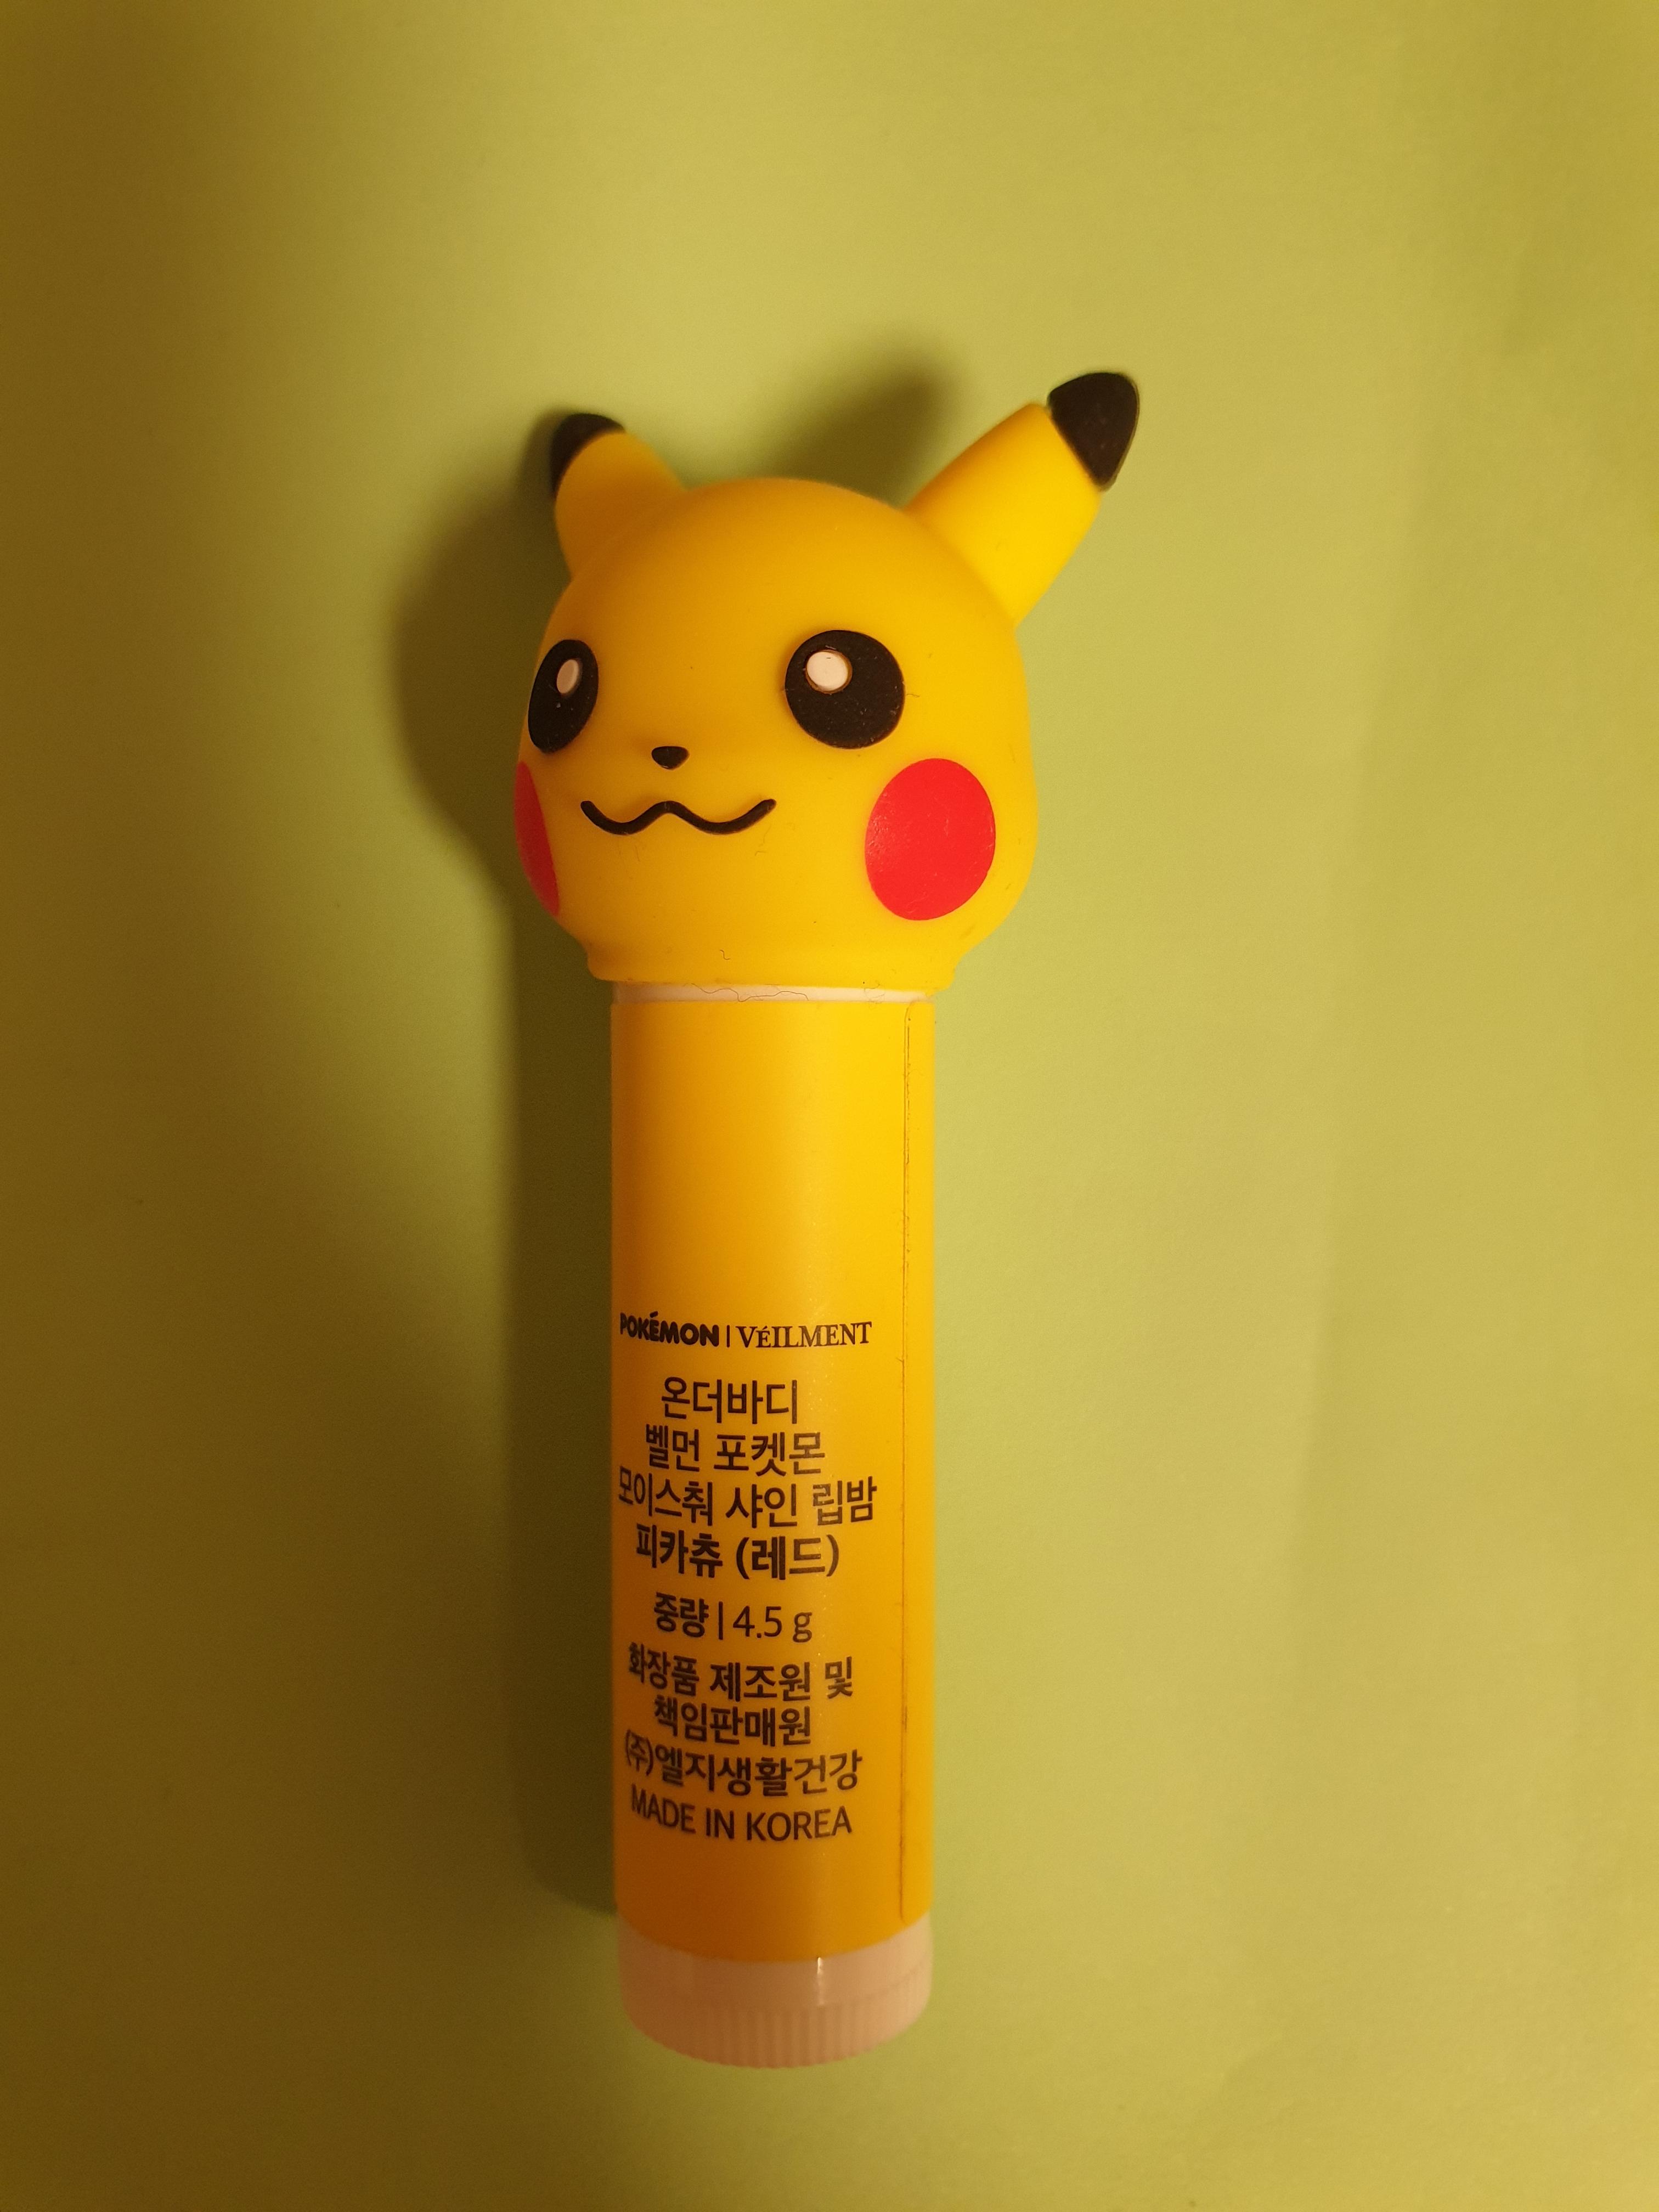 POKÉMON | VÉILMENT
온더바디
벨먼 포켓몬
모이스춰 샤인 립밤
피카츄 (레드)
중량 | 4.5 g
화장품 제조원 및
책임판매원
(주)엘지생활건강
MADE IN KOREA